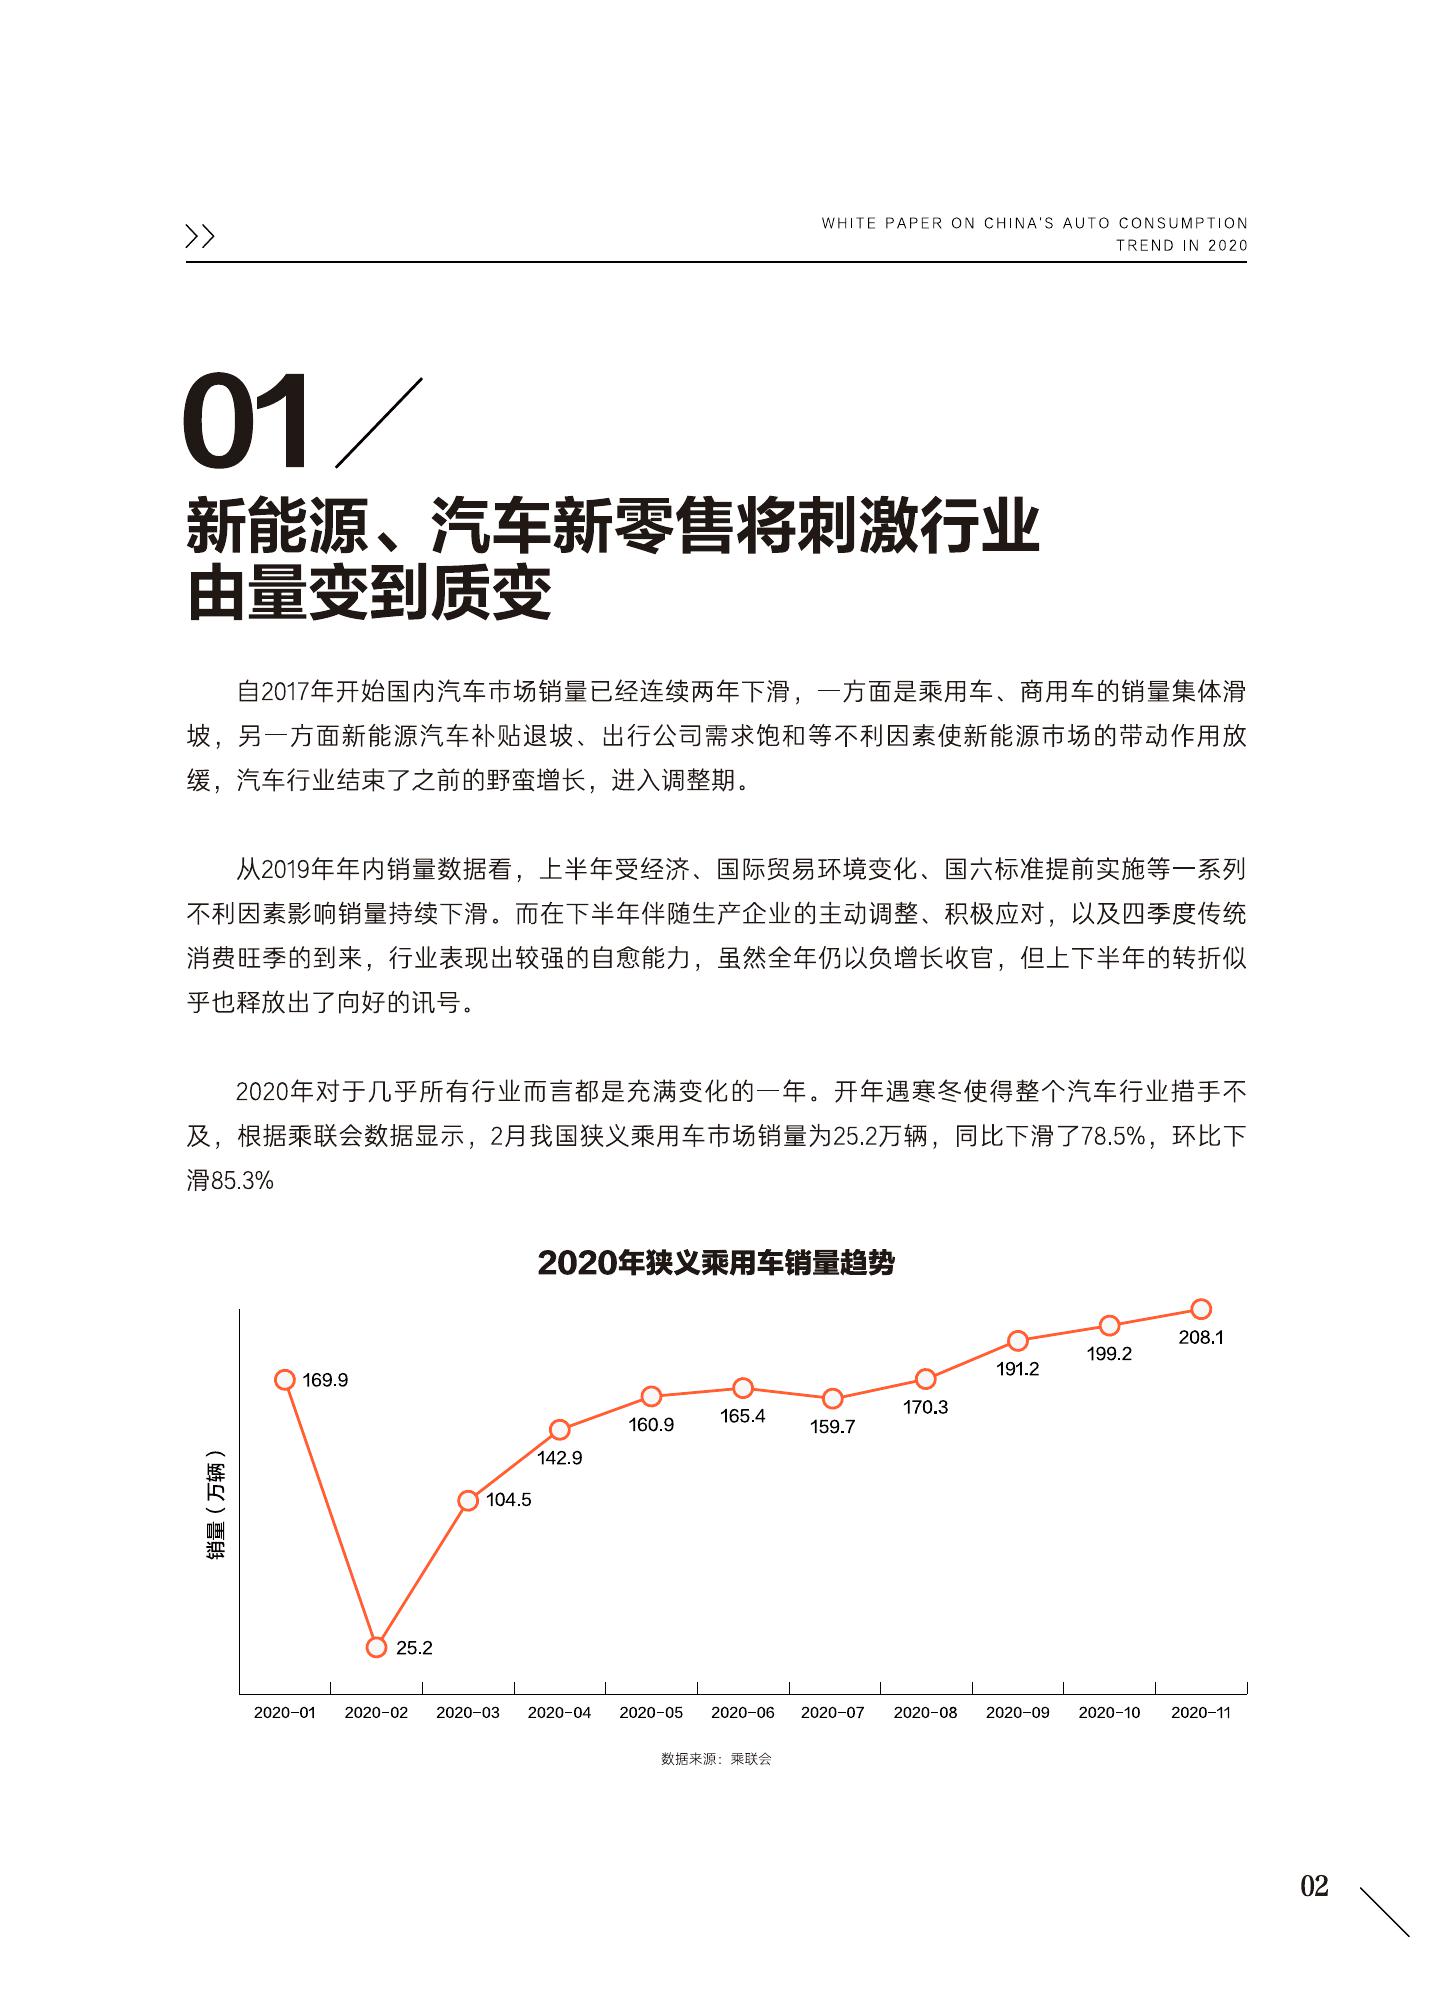 WHITE PAPER ON CHINA'S AUTO CONSUMPTION
TREND IN 2020
01
新能源、汽车新零售将刺激行业
由量变到质变
自2017年开始国内汽车市场销量已经连续两年下滑，一方面是乘用车、商用车的销量集体滑
坡，另一方面新能源汽车补贴退坡、出行公司需求饱和等不利因素使新能源市场的带动作用放
缓，汽车行业结束了之前的野蛮增长，进入调整期。
从2019年年内销量数据看，上半年受经济、国际贸易环境变化、国六标准提前实施等一系列
不利因素影响销量持续下滑。而在下半年伴随生产企业的主动调整、积极应对，以及四季度传统
消费旺季的到来，行业表现出较强的自愈能力，虽然全年仍以负增长收官，但上下半年的转折似
乎也释放出了向好的讯号。
2020年对于几乎所有行业而言都是充满变化的一年。开年遇寒冬使得整个汽车行业措手不
及，根据乘联会数据显示，2月我国狭义乘用车市场销量为25.2万辆，同比下滑了78.5%，环比下
滑85.3%
2020年狭义乘用车销量趋势
销量（万辆）
169.9
25.2
104.5
142.9
160.9
165.4
159.7
170.3
191.2
199.2
208.1
2020-01 2020-02 2020-03 2020-04 2020-05 2020-06 2020-07 2020-08 2020-09 2020-10 2020-11
数据来源：乘联会
02